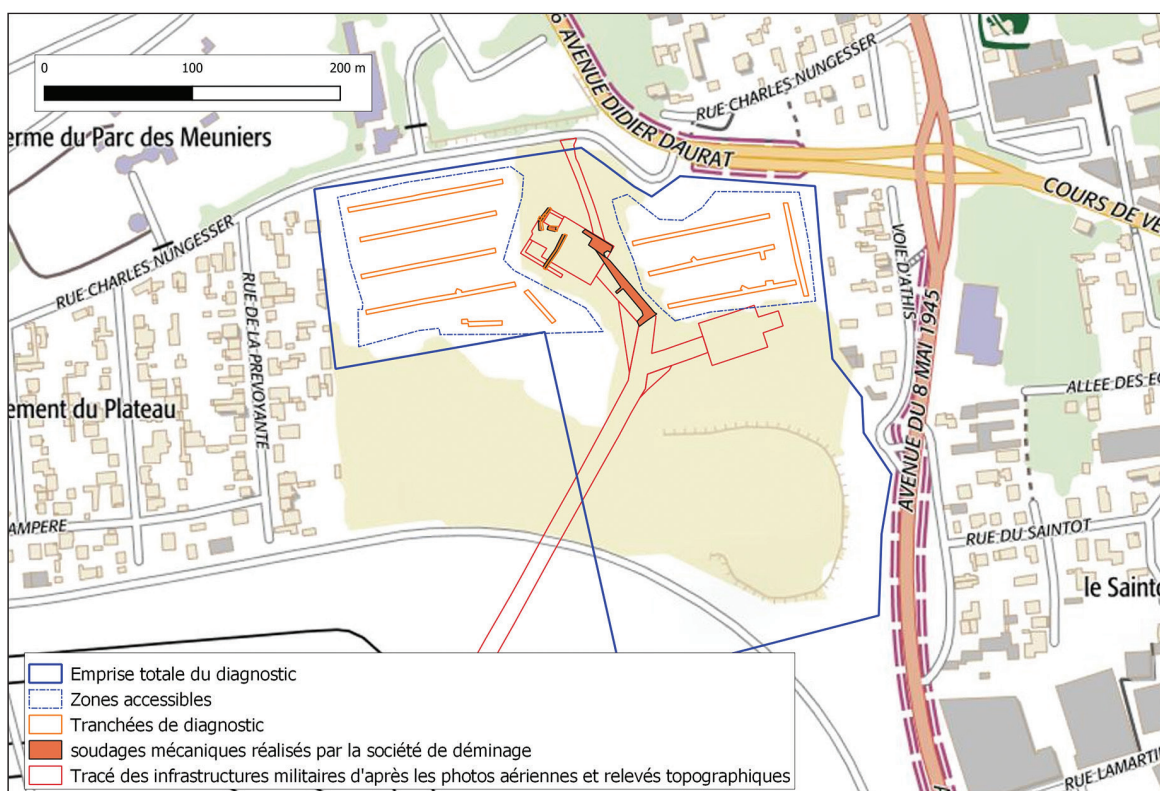 0 100 200 m
6 AVENUE DIDIER DAURAT
RUE CHARLES NUNGESSER
erme du Parc des Meuniers
COURS DE VE
RUE CHARLES NUNGESSER
RUE DE LA PREVOYANTE
VOIE D'ATHIS
AVENUE DU 8 MAI 1945
ALLEE DES EC
ement du Plateau
AMPERE
RUE DU SAINTOT
le Sainto
Emprise totale du diagnostic
Zones accessibles
Tranchées de diagnostic
soudages mécaniques réalisés par la société de déminage
Tracé des infrastructures militaires d'après les photos aériennes et relevés topographiques
RUE LAMARTIN